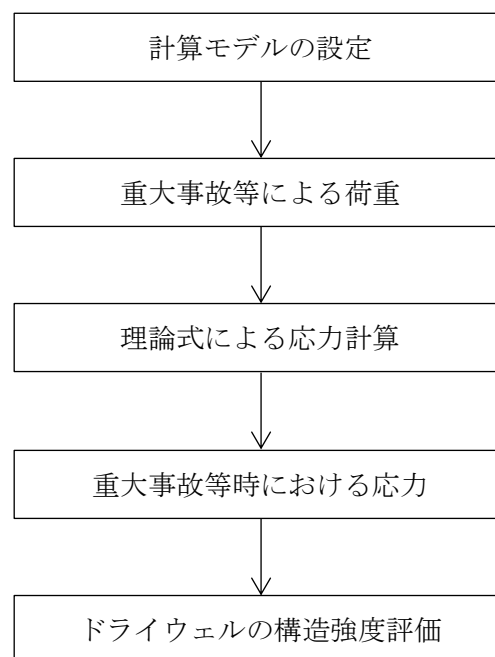 計算モデルの設定
重大事故等による荷重
理論式による応力計算
重大事故等時における応力
ドライウェルの構造強度評価